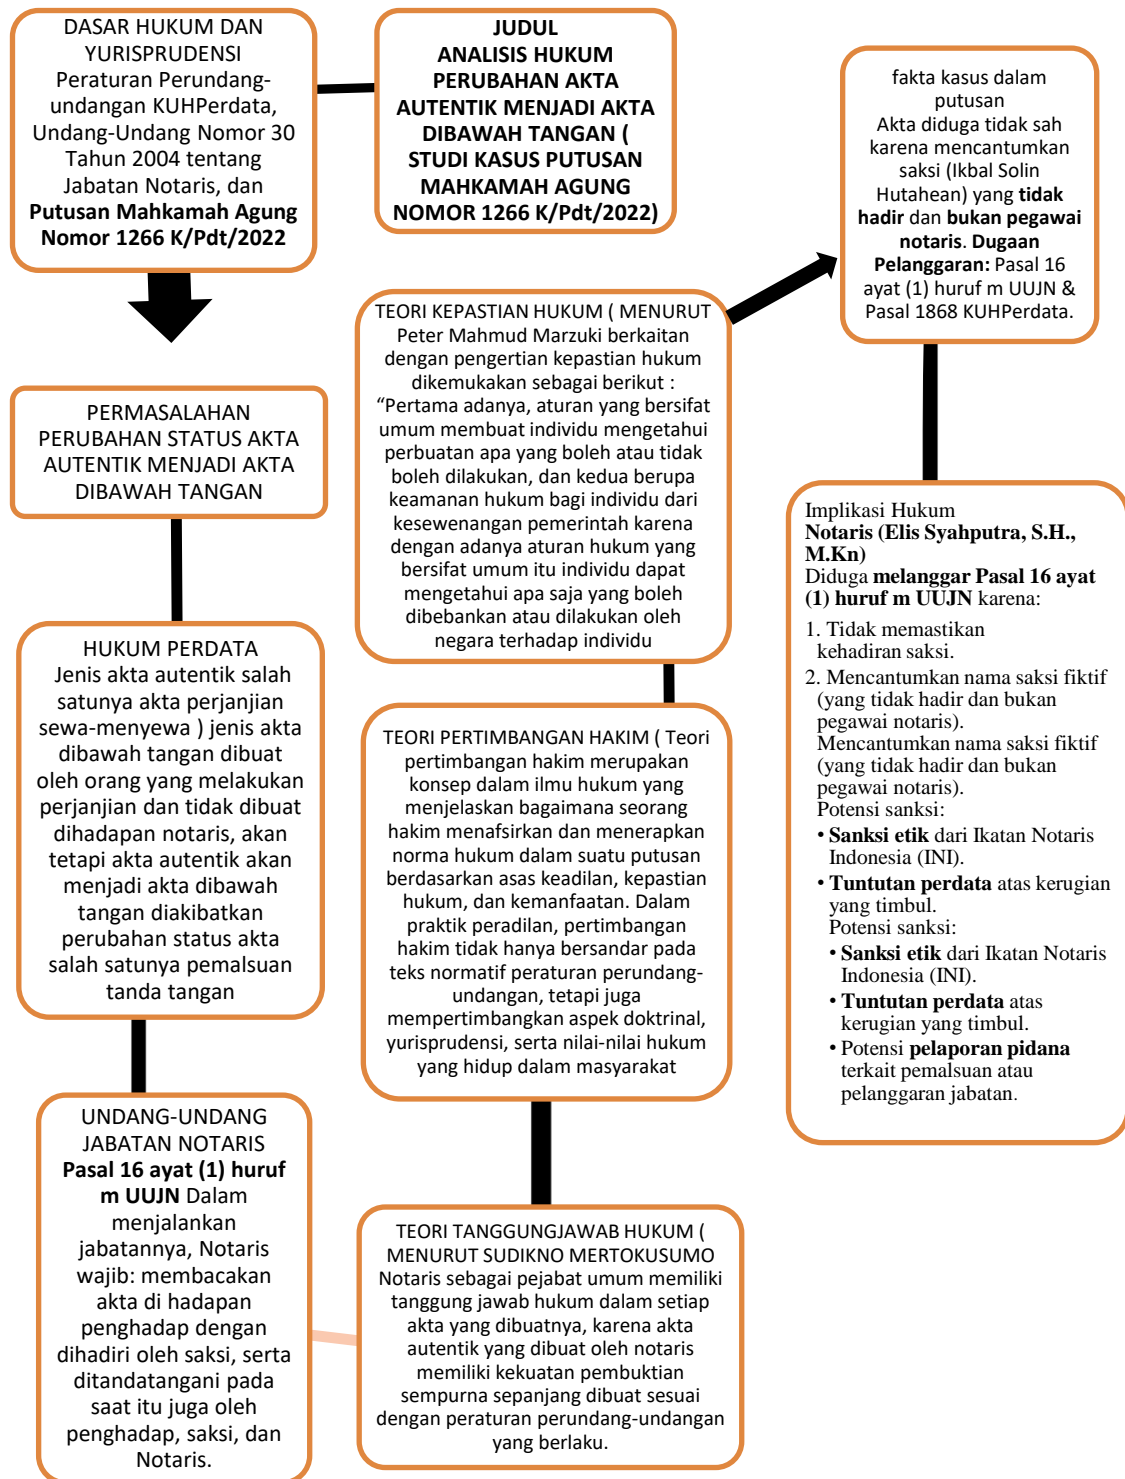 DASAR HUKUM DAN
YURISPRUDENSI
Peraturan Perundang-
undangan KUHPerdata,
Undang-Undang Nomor 30
Tahun 2004 tentang
Jabatan Notaris, dan
Putusan Mahkamah Agung
Nomor 1266 K/Pdt/2022
JUDUL
ANALISIS HUKUM
PERUBAHAN AKTA
AUTENTIK MENJADI AKTA
DIBAWAH TANGAN (
STUDI KASUS PUTUSAN
MAHKAMAH AGUNG
NOMOR 1266 K/Pdt/2022)
PERMASALAHAN
PERUBAHAN STATUS AKTA
AUTENTIK MENJADI AKTA
DIBAWAH TANGAN
HUKUM PERDATA
Jenis akta autentik salah
satunya akta perjanjian
sewa-menyewa ) jenis akta
dibawah tangan dibuat
oleh orang yang melakukan
perjanjian dan tidak dibuat
dihadapan notaris, akan
tetapi akta autentik akan
menjadi akta dibawah
tangan diakibatkan
perubahan status akta
salah satunya pemalsuan
tanda tangan
UNDANG-UNDANG
JABATAN NOTARIS
Pasal 16 ayat (1) huruf
m UUJN Dalam
menjalankan
jabatannya, Notaris
wajib: membacakan
akta di hadapan
penghadap dengan
dihadiri oleh saksi, serta
ditandatangani pada
saat itu juga oleh
penghadap, saksi, dan
Notaris.
TEORI TANGGUNGJAWAB HUKUM (
MENURUT SUDIKNO MERTOKUSUMO
Notaris sebagai pejabat umum memiliki
tanggung jawab hukum dalam setiap
akta yang dibuatnya, karena akta
autentik yang dibuat oleh notaris
memiliki kekuatan pembuktian
sempurna sepanjang dibuat sesuai
dengan peraturan perundang-undangan
yang berlaku.
TEORI PERTIMBANGAN HAKIM ( Teori
pertimbangan hakim merupakan
konsep dalam ilmu hukum yang
menjelaskan bagaimana seorang
hakim menafsirkan dan menerapkan
norma hukum dalam suatu putusan
berdasarkan asas keadilan, kepastian
hukum, dan kemanfaatan. Dalam
praktik peradilan, pertimbangan
hakim tidak hanya bersandar pada
teks normatif peraturan perundang-
undangan, tetapi juga
mempertimbangkan aspek doktrinal,
yurisprudensi, serta nilai-nilai hukum
yang hidup dalam masyarakat
TEORI KEPASTIAN HUKUM ( MENURUT
Peter Mahmud Marzuki berkaitan
dengan pengertian kepastian hukum
dikemukakan sebagai berikut :
“Pertama adanya, aturan yang bersifat
umum membuat individu mengetahui
perbuatan apa yang boleh atau tidak
boleh dilakukan, dan kedua berupa
keamanan hukum bagi individu dari
kesewenangan pemerintah karena
dengan adanya aturan hukum yang
bersifat umum itu individu dapat
mengetahui apa saja yang boleh
dibebankan atau dilakukan oleh
negara terhadap individu
fakta kasus dalam
putusan
Akta diduga tidak sah
karena mencantumkan
saksi (Ikbal Solin
Hutahean) yang tidak
hadir dan bukan pegawai
notaris. Dugaan
Pelanggaran: Pasal 16
ayat (1) huruf m UUJN &
Pasal 1868 KUHPerdata.
Implikasi Hukum
Notaris (Elis Syahputra, S.H.,
M.Kn)
Diduga melanggar Pasal 16 ayat
(1) huruf m UUJN karena:
1. Tidak memastikan
kehadiran saksi.
2. Mencantumkan nama saksi fiktif
(yang tidak hadir dan bukan
pegawai notaris).
Mencantumkan nama saksi fiktif
(yang tidak hadir dan bukan
pegawai notaris).
Potensi sanksi:
• Sanksi etik dari Ikatan Notaris
Indonesia (INI).
• Tuntutan perdata atas kerugian
yang timbul.
Potensi sanksi:
• Sanksi etik dari Ikatan Notaris
Indonesia (INI).
• Tuntutan perdata atas
kerugian yang timbul.
• Potensi pelaporan pidana
terkait pemalsuan atau
pelanggaran jabatan.